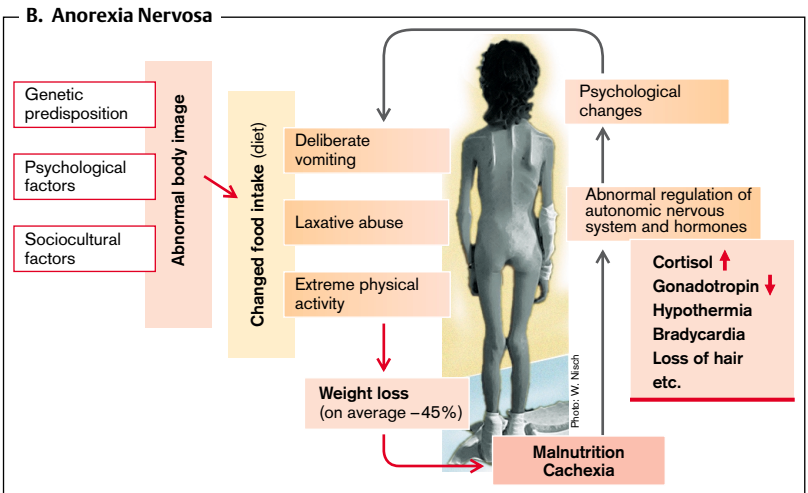 B. Anorexia Nervosa
Genetic
predisposition
Psychological
factors
Sociocultural
factors
Abnormal body image
Changed food intake (diet)
Deliberate
vomiting
Laxative abuse
Extreme physical
activity
Weight loss
(on average –45%)
Malnutrition
Cachexia
Psychological
changes
Abnormal regulation of
autonomic nervous
system and hormones
Cortisol
Gonadotropin
Hypothermia
Bradycardia
Loss of hair
etc.
Photo: W. Nisch